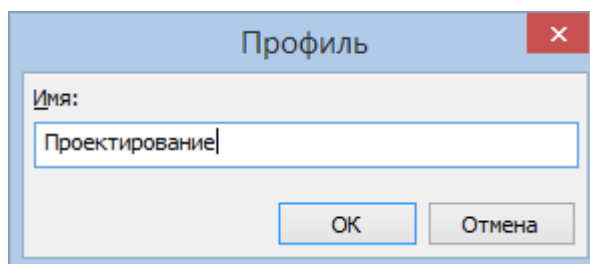 Профиль
Имя:
Проектирование
ОК
Отмена